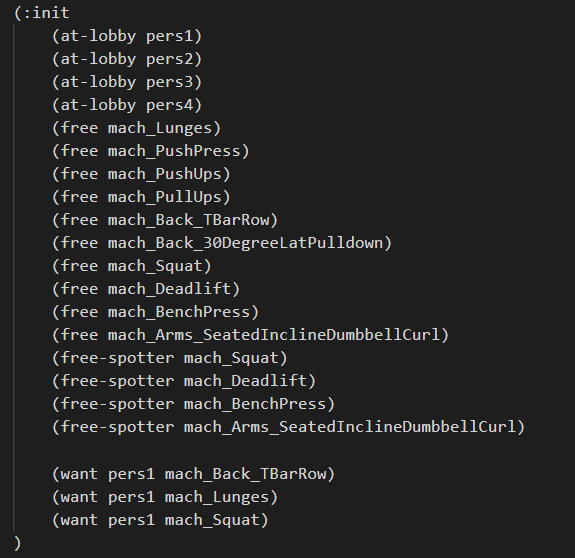 (:init
(at-lobby pers1)
(at-lobby pers2)
(at-lobby pers3)
(at-lobby pers4)
(free mach_Lunges)
(free mach_PushPress)
(free mach_PushUps)
(free mach_PullUps)
(free mach_Back_TBarRow)
(free mach_Back_30DegreeLatPulldown)
(free mach_Squat)
(free mach_Deadlift)
(free mach_BenchPress)
(free mach_Arms_SeatedInclineDumbbellCurl)
(free-spotter mach_Squat)
(free-spotter mach_Deadlift)
(free-spotter mach_BenchPress)
(free-spotter mach_Arms_SeatedInclineDumbbellCurl)
(want pers1 mach_Back_TBarRow)
(want pers1 mach_Lunges)
(want pers1 mach_Squat)
)